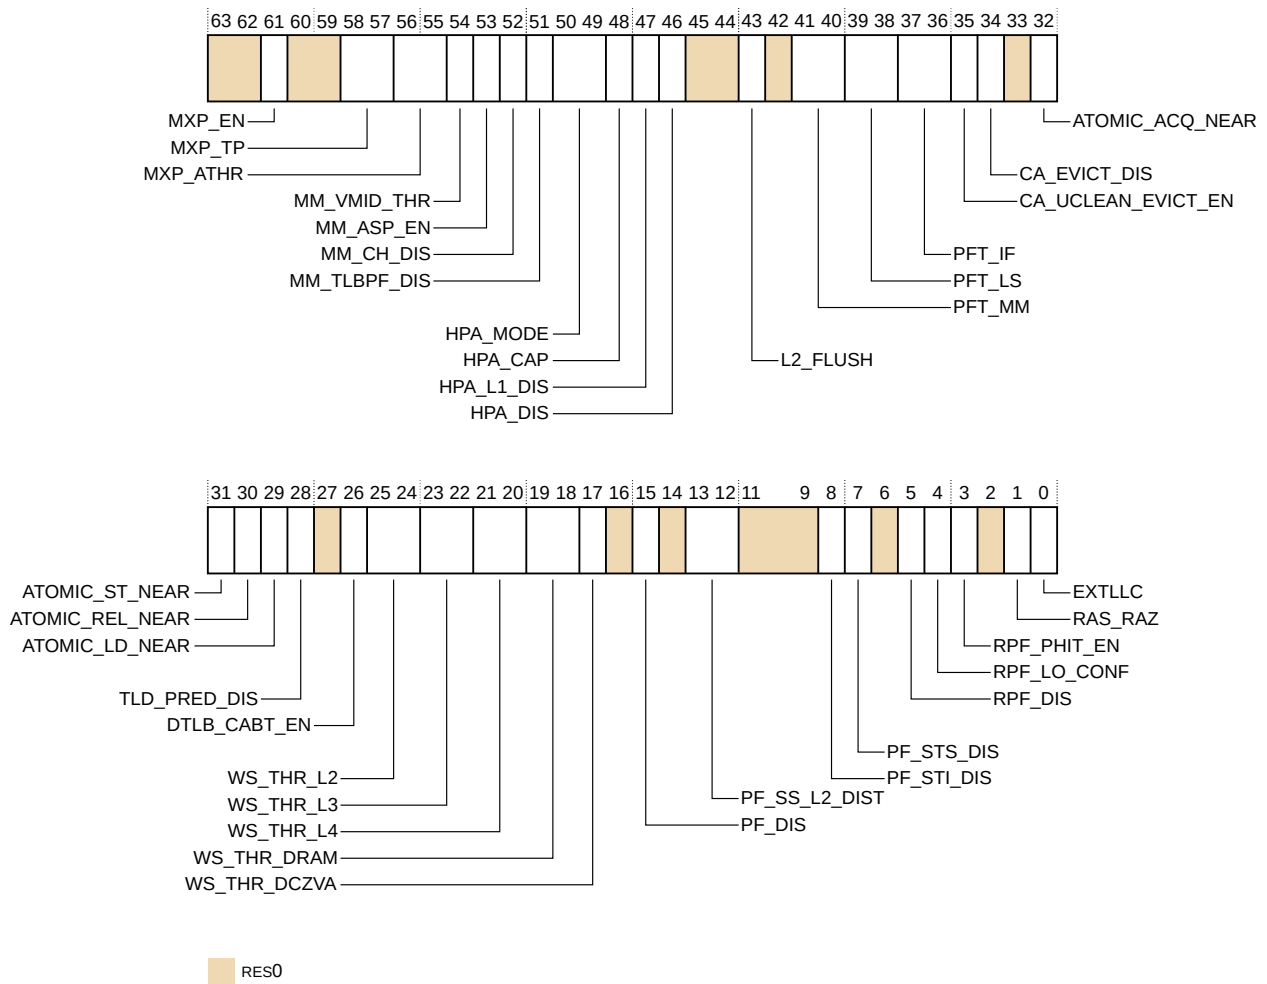 63 62 61 60 59 58 57 56 55 54 53 52 51 50 49 48 47 46 45 44 43 42 41 40 39 38 37 36 35 34 33 32
MXP_EN
ATOMIC_ACQ_NEAR
MXP_TP
MXP_ATHR
CA_EVICT_DIS
MM_VMID_THR
CA_UCLEAN_EVICT_EN
MM_ASP_EN
MM_CH_DIS
PFT_IF
MM_TLBPF_DIS
PFT_LS
PFT_MM
HPA_MODE
HPA_CAP
L2_FLUSH
HPA_L1_DIS
HPA_DIS
31 30 29 28 27 26 25 24 23 22 21 20 19 18 17 16 15 14 13 12 11 9 8 7 6 5 4 3 2 1 0
ATOMIC_ST_NEAR
EXTLLC
ATOMIC_REL_NEAR
RAS_RAZ
ATOMIC_LD_NEAR
RPF_PHIT_EN
RPF_LO_CONF
TLD_PRED_DIS
RPF_DIS
DTLB_CABT_EN
PF_STS_DIS
WS_THR_L2
PF_STI_DIS
PF_SS_L2_DIST
WS_THR_L3
PF_DIS
WS_THR_L4
WS_THR_DRAM
WS_THR_DCZVA
RES0